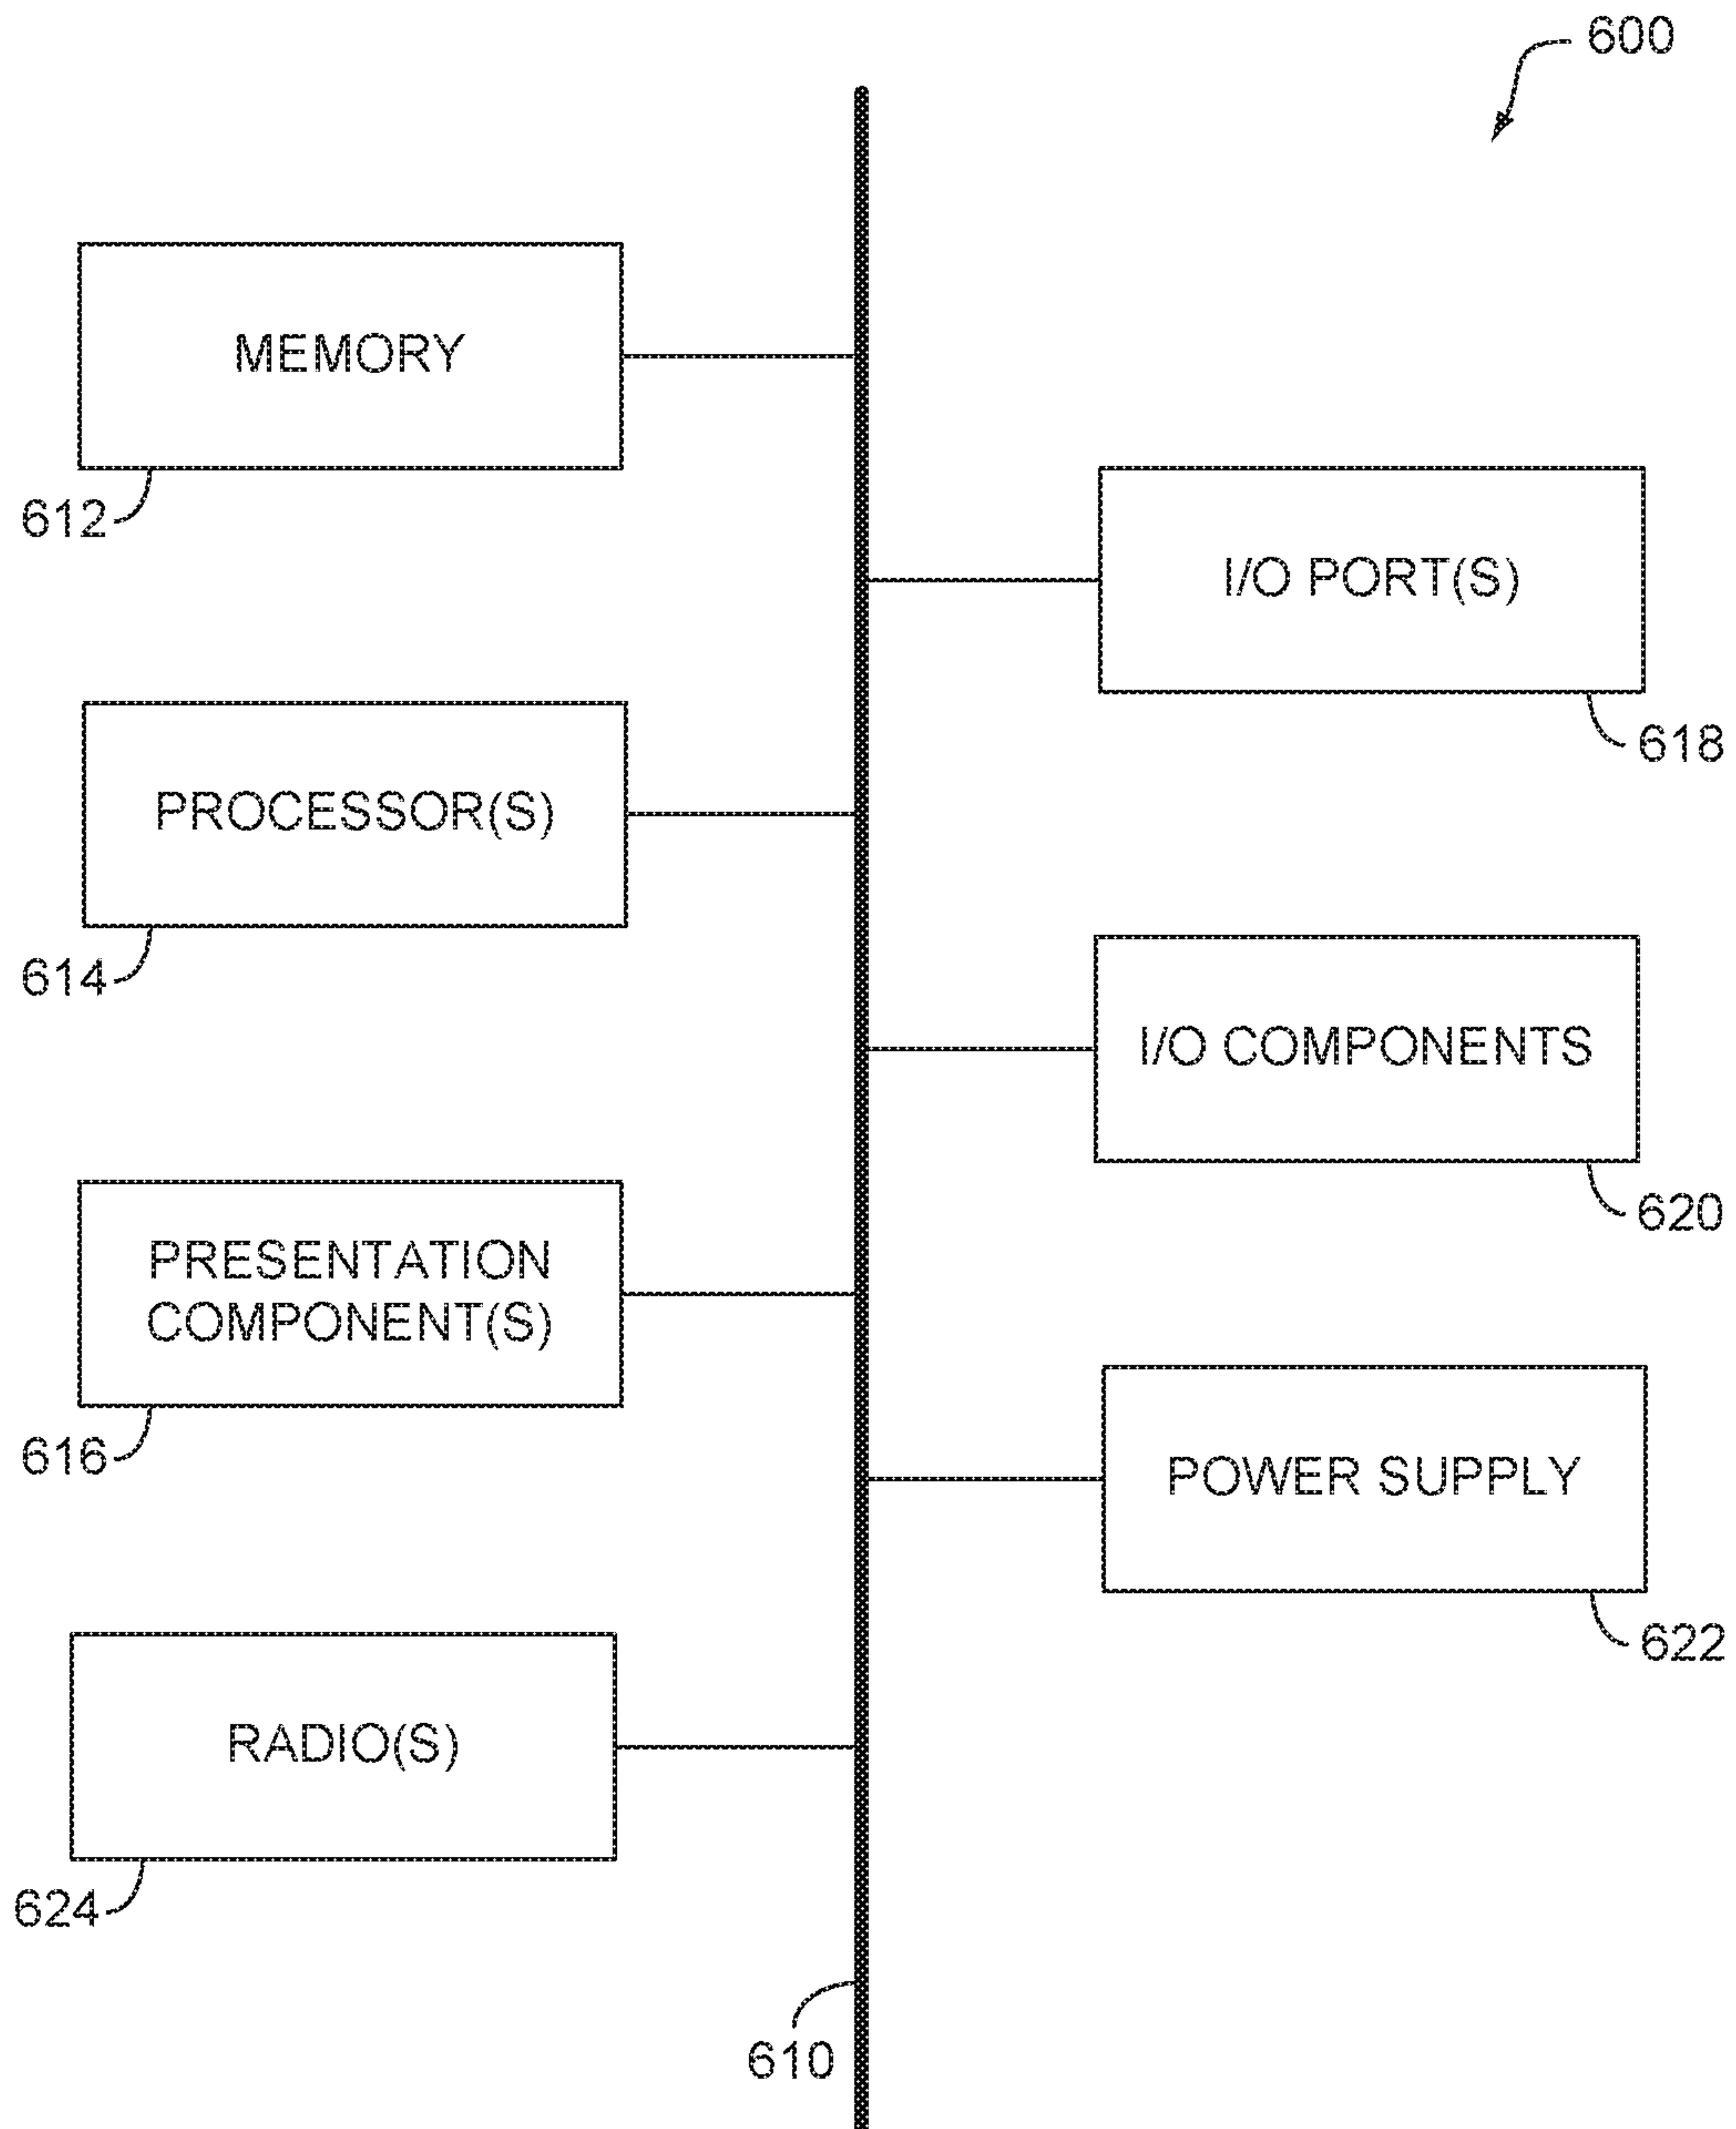 600
MEMORY
612
I/O PORT(S)
618
PROCESSOR(S)
614
I/O COMPONENTS
620
PRESENTATION
COMPONENT(S)
616
POWER SUPPLY
622
RADIO(S)
624
610